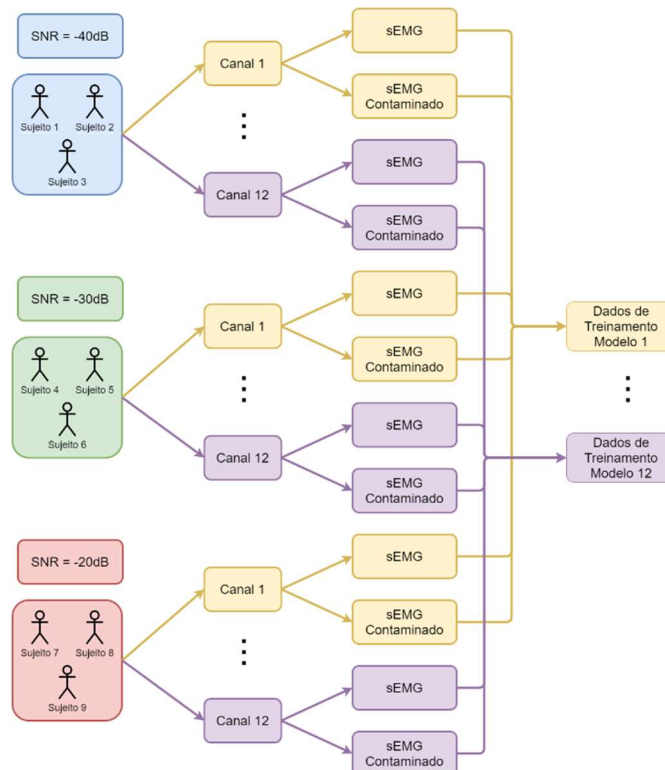 SNR = -40dB
Sujeito 1
Sujeito 2
Sujeito 3
Canal 1
Canal 12
sEMG
sEMG
Contaminado
sEMG
sEMG
Contaminado
SNR = -30dB
Sujeito 4
Sujeito 5
Sujeito 6
Canal 1
Canal 12
sEMG
sEMG
Contaminado
sEMG
sEMG
Contaminado
SNR = -20dB
Sujeito 7
Sujeito 8
Sujeito 9
Canal 1
Canal 12
sEMG
sEMG
Contaminado
sEMG
sEMG
Contaminado
Dados de
Treinamento
Modelo 1
Dados de
Treinamento
Modelo 12